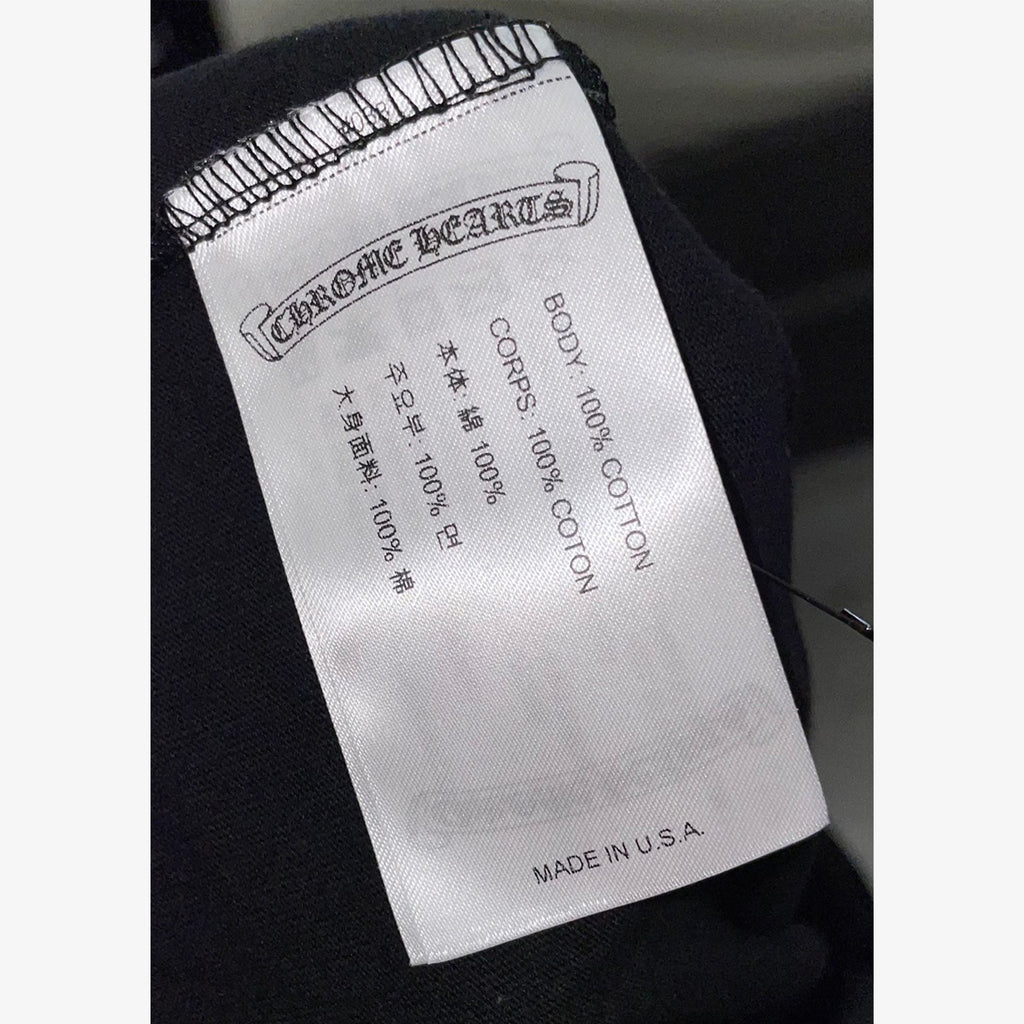 CHROME HEARTS
BODY: 100% COTTON
CORPS: 100% COTON
本体: 綿 100%
주요부: 100% 면
大身面料: 100% 棉
MADE IN U.S.A.